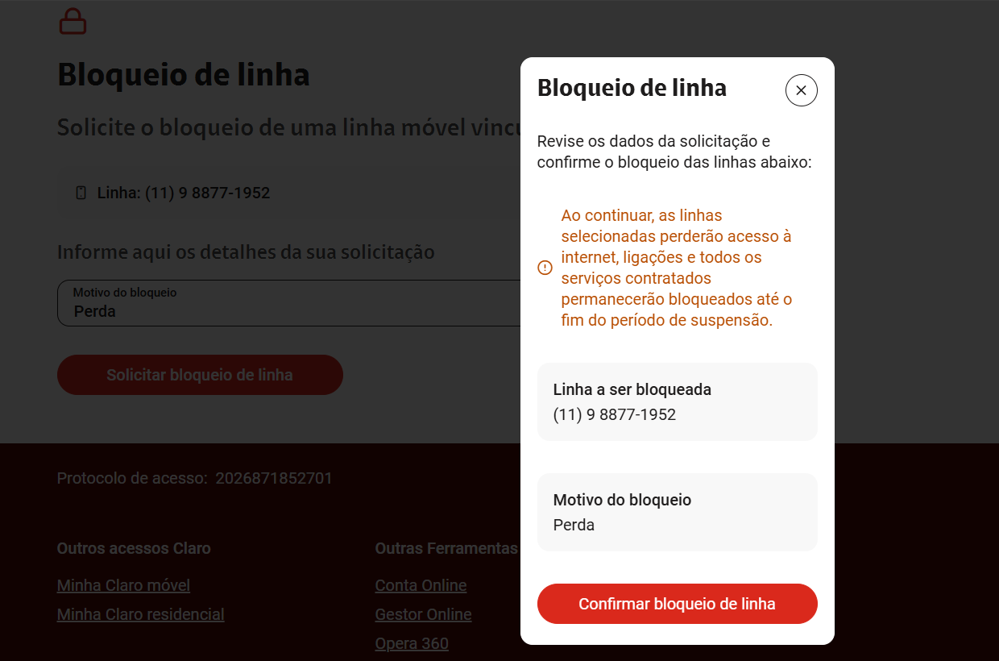 Bloqueio de linha
Solicite o bloqueio de uma linha móvel
Linha: (11) 9 8877-1952
Informe aqui os detalhes da sua solicitação
Motivo do bloqueio
Perda
Solicitar bloqueio de linha
Bloqueio de linha
Revise os dados da solicitação e
confirme o bloqueio das linhas abaixo:
Ao continuar, as linhas
selecionadas perderão acesso à
internet, ligações e todos os
serviços contratados
permanecerão bloqueados até o
fim do período de suspensão.
Linha a ser bloqueada
(11) 9 8877-1952
Motivo do bloqueio
Perda
Confirmar bloqueio de linha
Protocolo de acesso: 2026871852701
Outros acessos Claro
Minha Claro móvel
Minha Claro residencial
Outras Ferramentas
Conta Online
Gestor Online
Opera 360